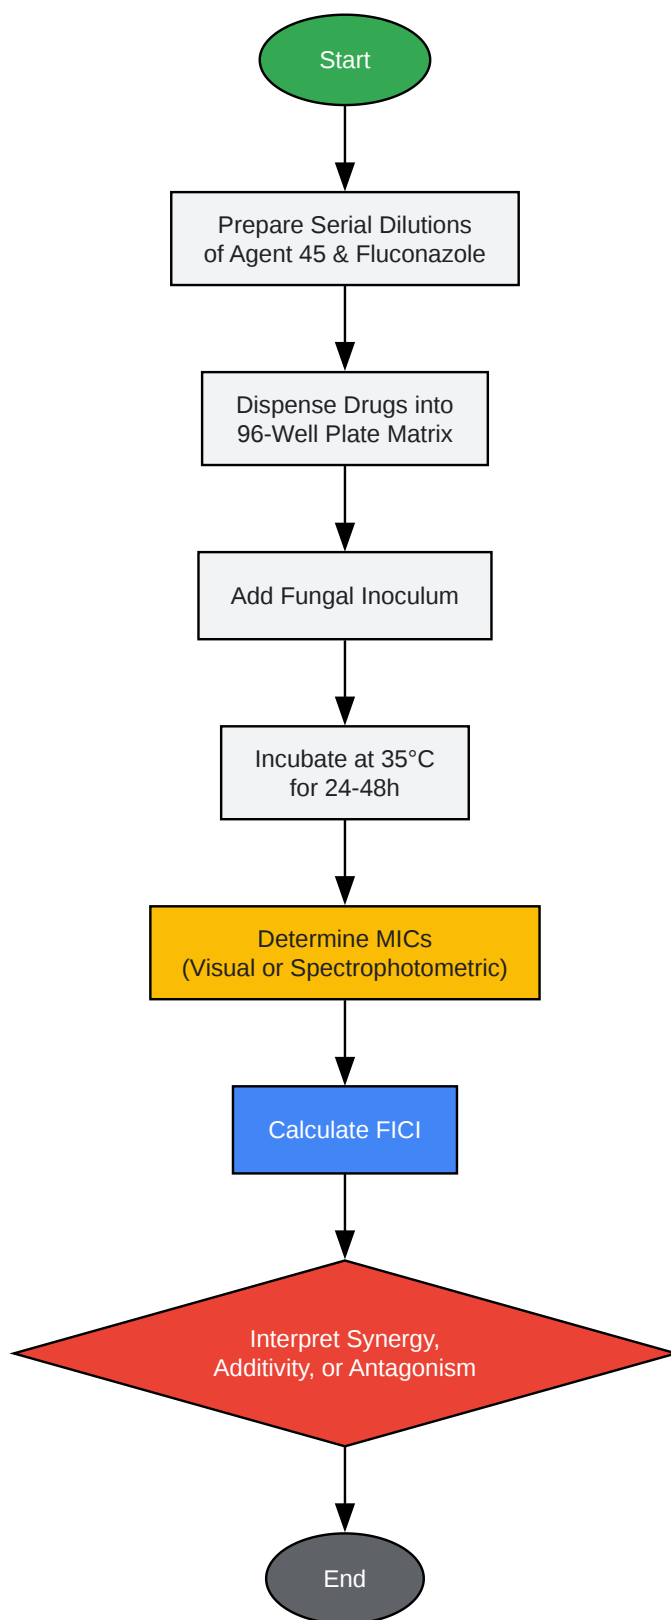 Start
Prepare Serial Dilutions
of Agent 45 & Fluconazole
Dispense Drugs into
96-Well Plate Matrix
Add Fungal Inoculum
Incubate at 35°C
for 24-48h
Determine MICs
(Visual or Spectrophotometric)
Calculate FICI
Interpret Synergy,
Additivity, or Antagonism
End